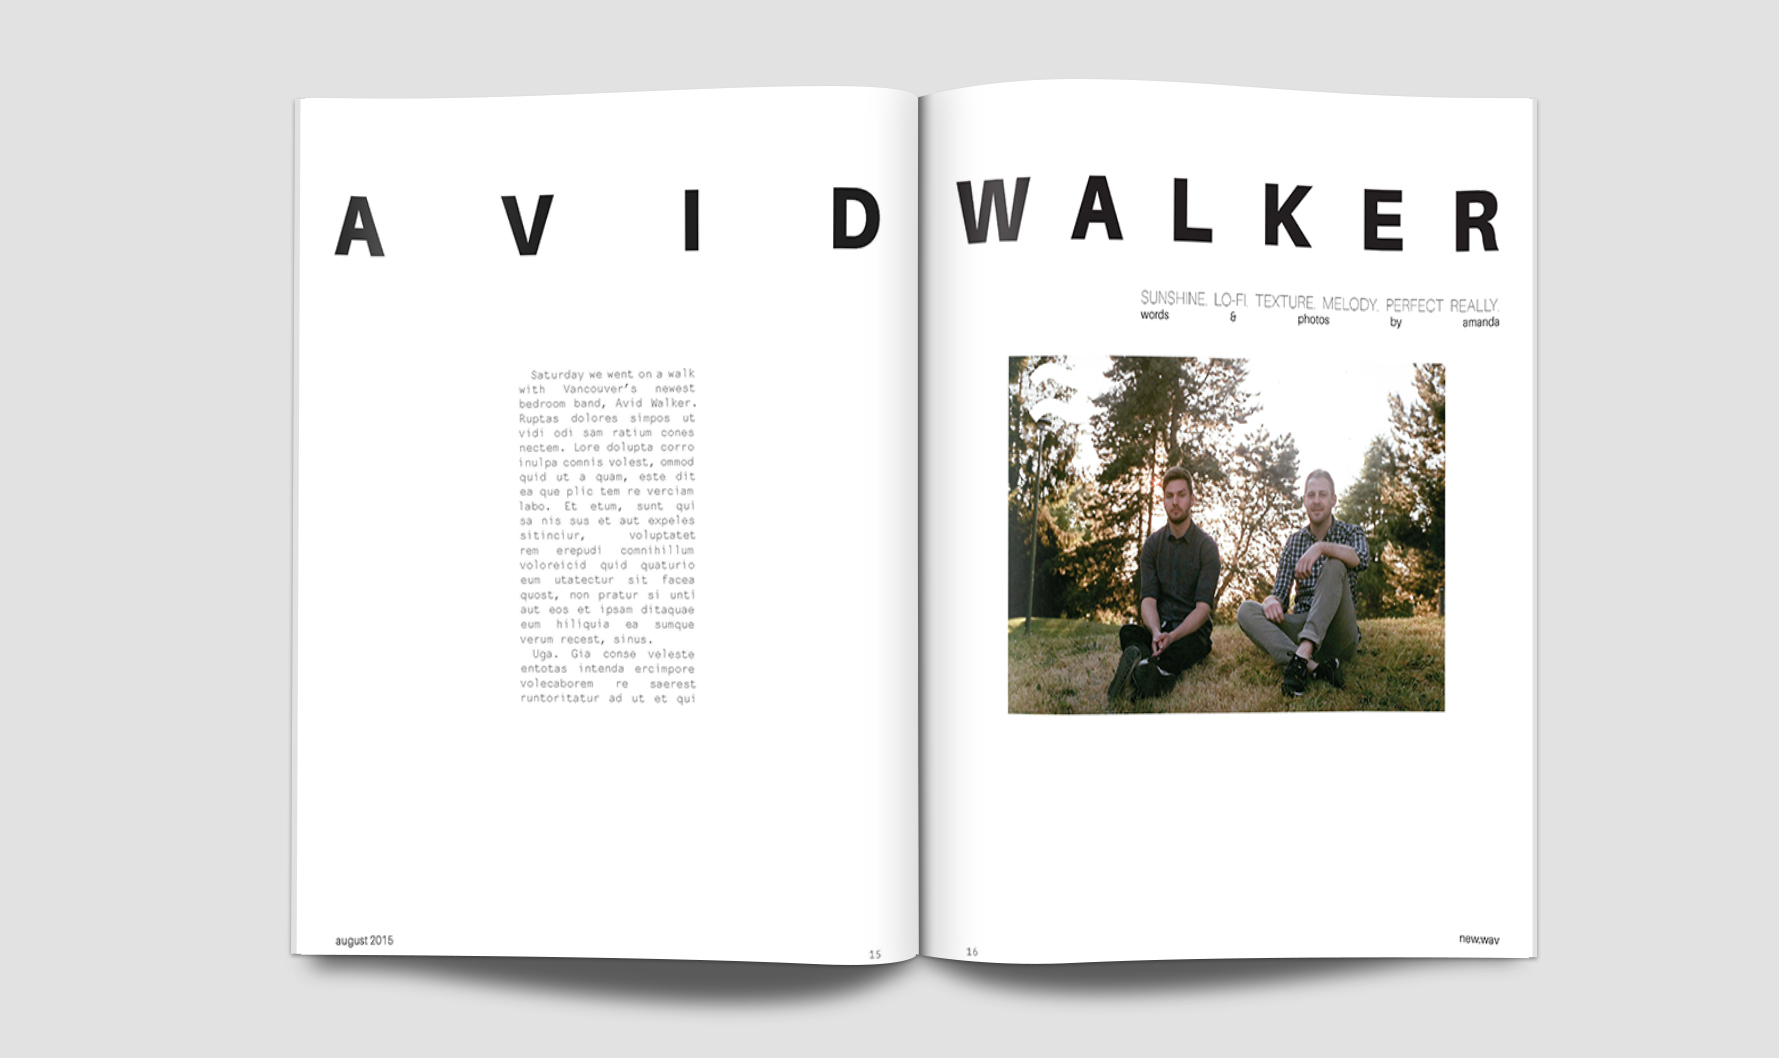 AVID WALKER
SUNSHINE. LO-FI. TEXTURE. MELODY. PERFECT REALLY.
words & photos by amanda
Saturday we went on a walk
with Vancouver's newest
bedroom band, Avid Walker.
Ruptas dolores simpos ut
vidi odi sam ratium cones
nectem. Lore dolupta corro
inulpa comnis volest, ommod
quid ut a quam, este dit
ea que plic tem re verciam
labo. Et etum, sunt qui
sa nis sus et aut expeles
sitinciur, voluptatet
rem erepudi comnihillum
voloreicid quid quaturio
eum utatectur sit facea
quost, non pratur si unti
aut eos et ipsam ditaquae
eum hiliquia ea sumque
verum recest, sinus.
Uga. Gia conse veleste
entotas intenda ercimpore
volecaborem re saerest
runtoritatur ad ut et qui
august 2015
15
16
new.wav